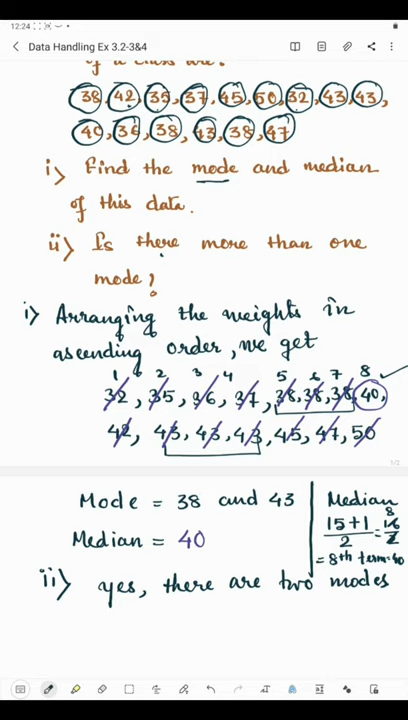 12:24
Data Handling Ex 3.2-3&4
38, 42, 35, 37, 45, 50, 32, 43, 43,
40, 36, 38, 43, 38, 47
i) Find the mode and median
of this data.
ii) Is there more than one
mode?
i) Arranging the weights in
ascending order, we get
1 2 3 4 5 6 7 8
32, 35, 36, 37, 38, 38, 38, 40,
42, 43, 43, 43, 45, 47, 50
1/2
Mode = 38 and 43
Median = 40
Median
15+1/2 = 16/2 8
= 8th term = 40
ii) yes, there are two modes